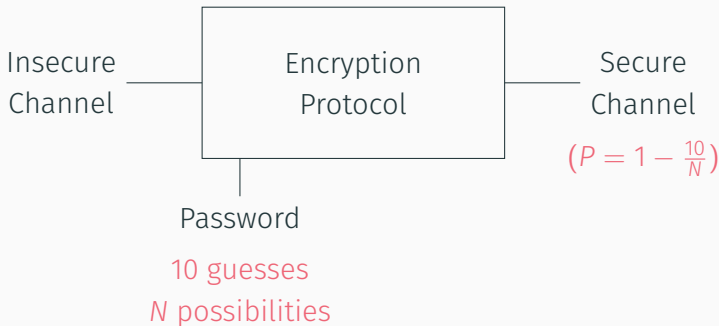 Insecure
Channel
Encryption
Protocol
Secure
Channel
(P = 1 − 10/N)
Password
10 guesses
N possibilities